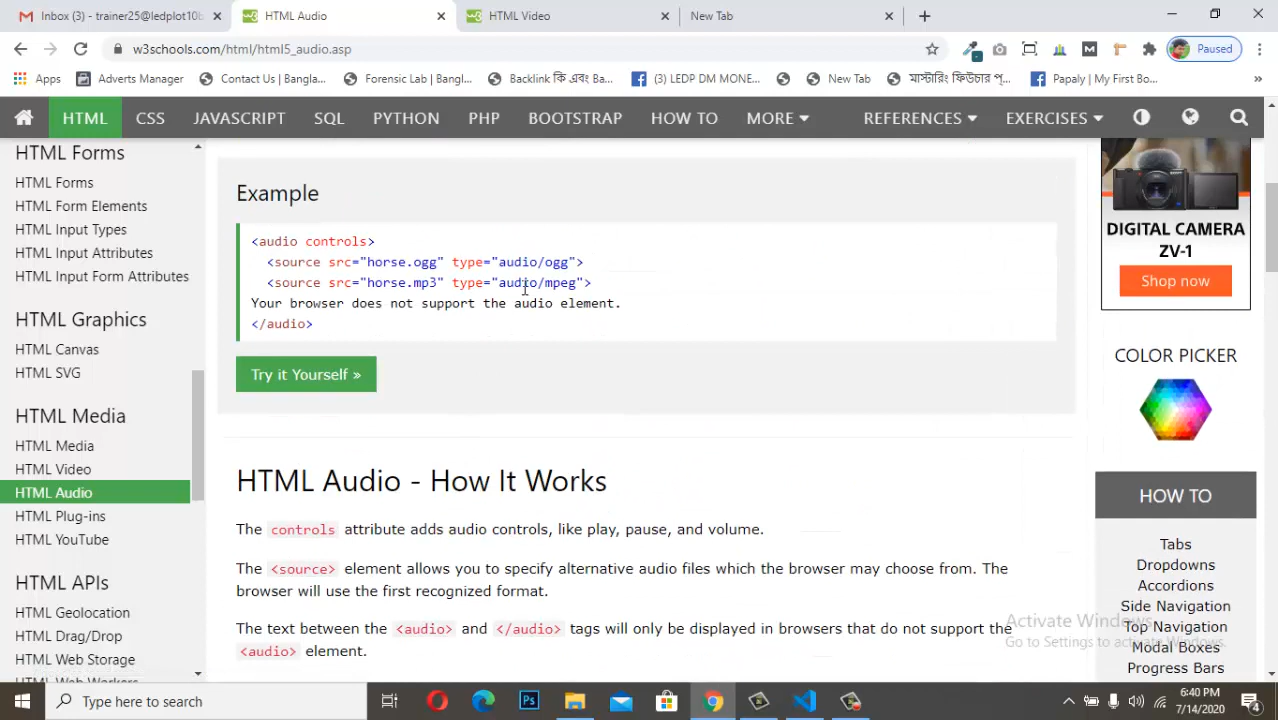 Inbox (3) - trainer25@ledplot10b
HTML Audio
HTML Video
New Tab
w3schools.com/html/html5_audio.asp
Paused
Apps
Adverts Manager
Contact Us | Bangla...
Forensic Lab | Bangl...
Backlink কি এবং Ba...
(3) LEDP DM MONE...
New Tab
মাস্টারিং ফিউচার প্...
Papaly | My First Bo...
»
HTML
CSS
JAVASCRIPT
SQL
PYTHON
PHP
BOOTSTRAP
HOW TO
MORE
REFERENCES
EXERCISES
HTML Forms
HTML Forms
HTML Form Elements
HTML Input Types
HTML Input Attributes
HTML Input Form Attributes
HTML Graphics
HTML Canvas
HTML SVG
HTML Media
HTML Media
HTML Video
HTML Audio
HTML Plug-ins
HTML YouTube
HTML APIs
HTML Geolocation
HTML Drag/Drop
HTML Web Storage
HTML Web Workers
Example
<audio controls>
<source src="horse.ogg" type="audio/ogg">
<source src="horse.mp3" type="audio/mpeg">
Your browser does not support the audio element.
</audio>
Try it Yourself »
HTML Audio - How It Works
The controls attribute adds audio controls, like play, pause, and volume.
The <source> element allows you to specify alternative audio files which the browser may choose from. The
browser will use the first recognized format.
The text between the <audio> and </audio> tags will only be displayed in browsers that do not support the
<audio> element.
DIGITAL CAMERA
ZV-1
Shop now
COLOR PICKER
HOW TO
Tabs
Dropdowns
Accordions
Side Navigation
Top Navigation
Modal Boxes
Progress Bars
Activate Windows
Go to Settings to activate Windows.
Type here to search
Ps
6:40 PM
7/14/2020
4